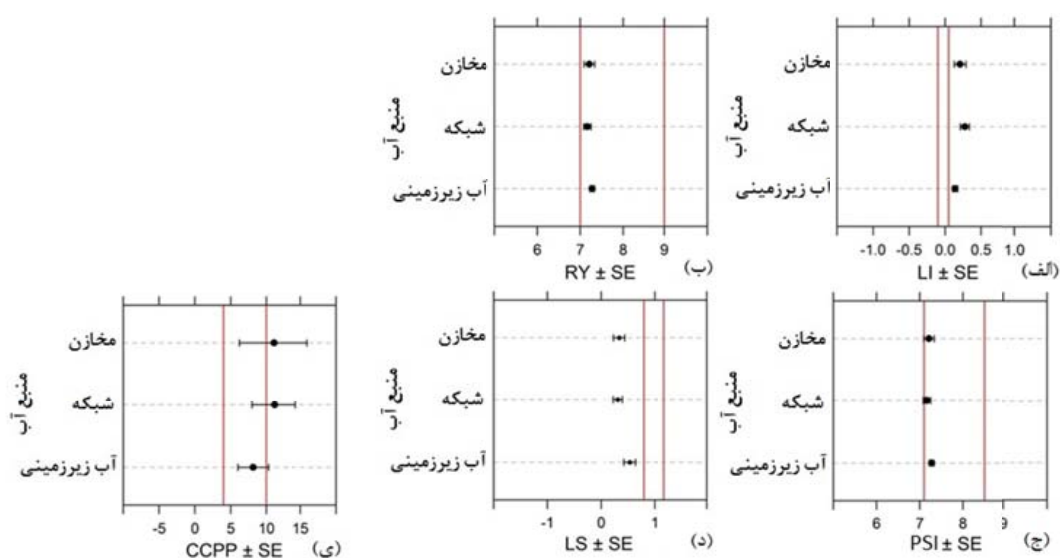 مخازن
شبکه
آب زیرزمینی
منبع آب
-1.0 -0.5 0.0 0.5 1.0
LI ± SE
(الف)
مخازن
شبکه
آب زیرزمینی
منبع آب
6 7 8 9
RY ± SE
(ب)
مخازن
شبکه
آب زیرزمینی
منبع آب
6 7 8 9
PSI ± SE
(ج)
مخازن
شبکه
آب زیرزمینی
منبع آب
-1 0 1
LS ± SE
(د)
مخازن
شبکه
آب زیرزمینی
منبع آب
-5 0 5 10 15
CCPP ± SE
(ی)